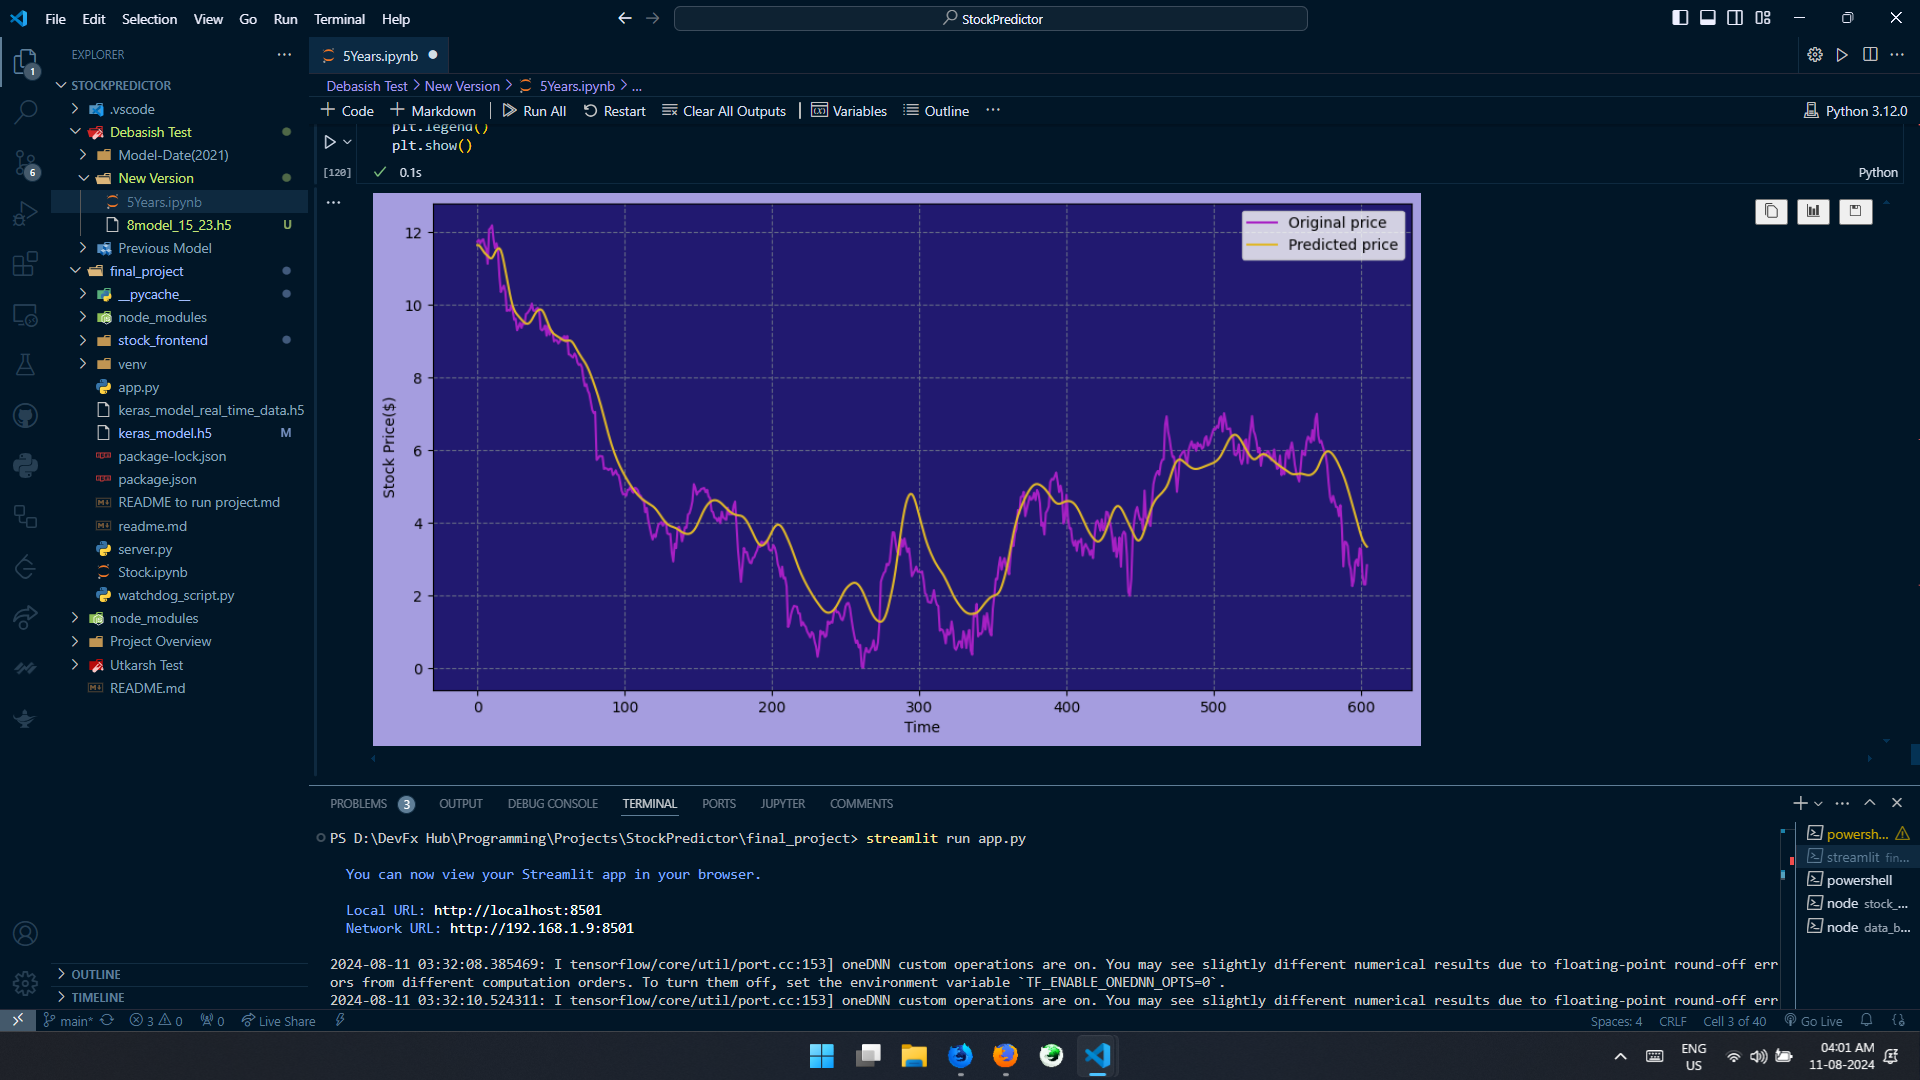 File Edit Selection View Go Run Terminal Help
StockPredictor
EXPLORER
5Years.ipynb
STOCKPREDICTOR
.vscode
Debasish Test
Model-Date(2021)
New Version
5Years.ipynb
8model_15_23.h5 U
Previous Model
final_project
__pycache__
node_modules
stock_frontend
venv
app.py
keras_model_real_time_data.h5
keras_model.h5 M
package-lock.json
package.json
README to run project.md
readme.md
server.py
Stock.ipynb
watchdog_script.py
node_modules
Project Overview
Utkarsh Test
README.md
OUTLINE
TIMELINE
1
6
Debasish Test > New Version > 5Years.ipynb > ...
+ Code + Markdown Run All Restart Clear All Outputs Variables Outline ...
Python 3.12.0
plt.legend()
plt.show()
[120] 0.1s
Python
Original price
Predicted price
12
10
8
6
4
2
0
Stock Price($)
0 100 200 300 400 500 600
Time
PROBLEMS 3 OUTPUT DEBUG CONSOLE TERMINAL PORTS JUPYTER COMMENTS
PS D:\DevFx Hub\Programming\Projects\StockPredictor\final_project> streamlit run app.py
You can now view your Streamlit app in your browser.
Local URL: http://localhost:8501
Network URL: http://192.168.1.9:8501
2024-08-11 03:32:08.385469: I tensorflow/core/util/port.cc:153] oneDNN custom operations are on. You may see slightly different numerical results due to floating-point round-off err
ors from different computation orders. To turn them off, set the environment variable `TF_ENABLE_ONEDNN_OPTS=0`.
2024-08-11 03:32:10.524311: I tensorflow/core/util/port.cc:153] oneDNN custom operations are on. You may see slightly different numerical results due to floating-point round-off err
powersh...
streamlit fin...
powershell
node stock_...
node data_b...
main* 3 0 0 Live Share
Spaces: 4 CRLF Cell 3 of 40 Go Live
ENG
US
04:01 AM
11-08-2024